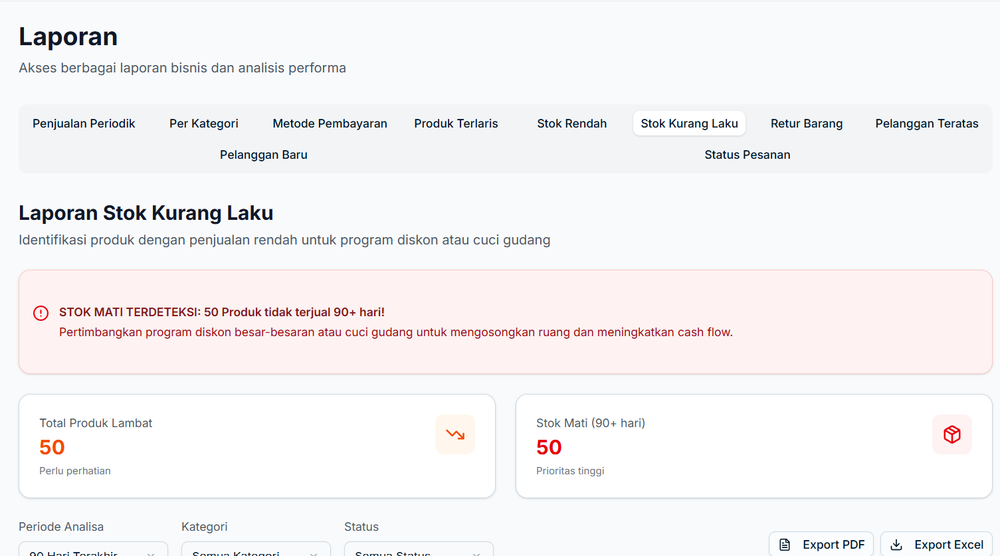 Laporan
Akses berbagai laporan bisnis dan analisis performa
Penjualan Periodik
Per Kategori
Metode Pembayaran
Produk Terlaris
Stok Rendah
Stok Kurang Laku
Retur Barang
Pelanggan Teratas
Pelanggan Baru
Status Pesanan
Laporan Stok Kurang Laku
Identifikasi produk dengan penjualan rendah untuk program diskon atau cuci gudang
STOK MATI TERDETEKSI: 50 Produk tidak terjual 90+ hari!
Pertimbangkan program diskon besar-besaran atau cuci gudang untuk mengosongkan ruang dan meningkatkan cash flow.
Total Produk Lambat
50
Perlu perhatian
Stok Mati (90+ hari)
50
Prioritas tinggi
Periode Analisa
Kategori
Status
90 Hari Terakhir
Semua Kategori
Semua Status
Export PDF
Export Excel